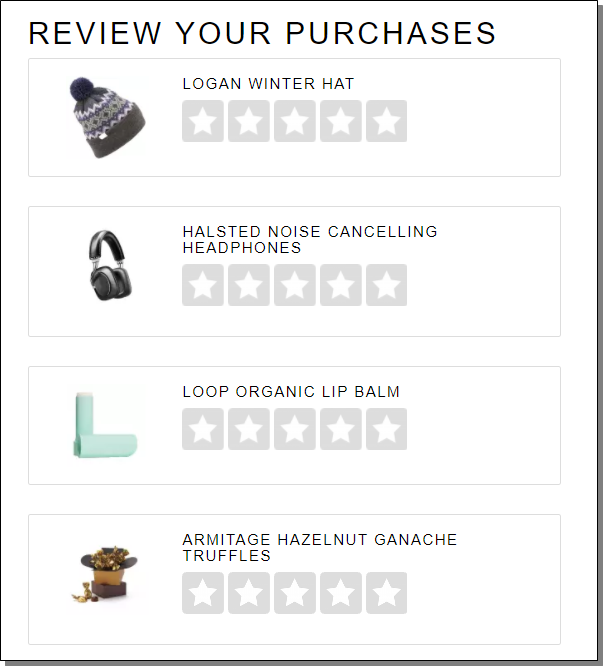 REVIEW YOUR PURCHASES
LOGAN WINTER HAT
HALSTED NOISE CANCELLING
HEADPHONES
LOOP ORGANIC LIP BALM
ARMITAGE HAZELNUT GANACHE
TRUFFLES